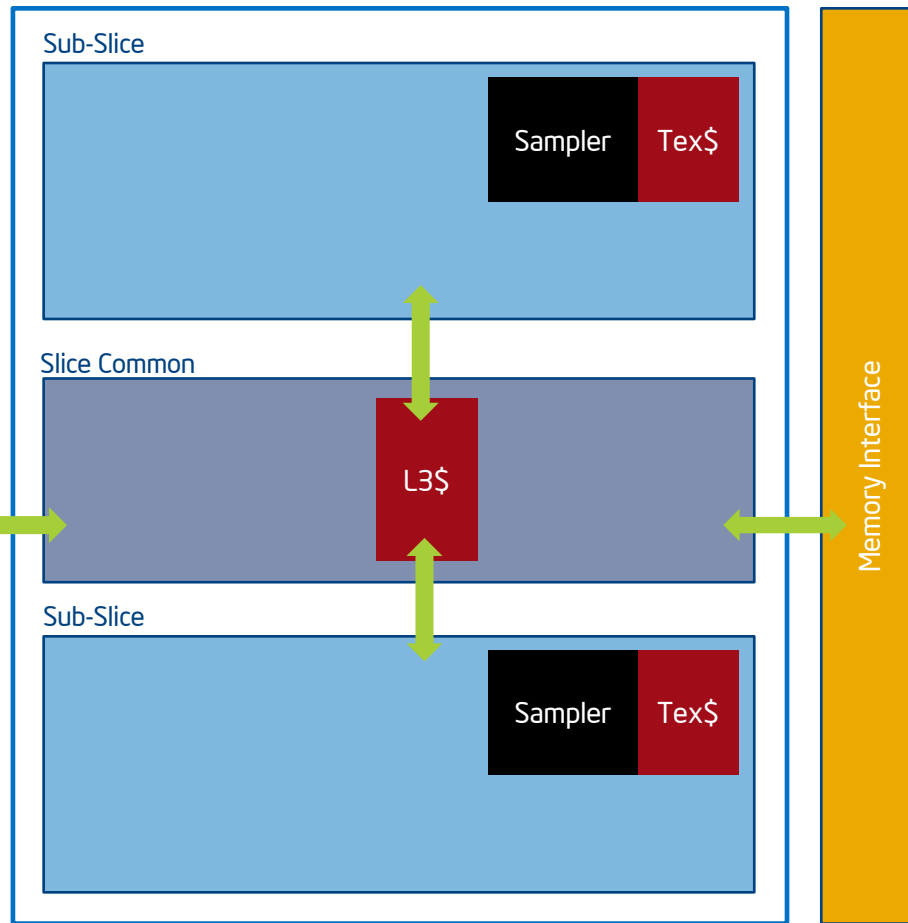 Sub-Slice
Sampler
Tex$
Slice Common
L3$
Memory Interface
Sub-Slice
Sampler
Tex$